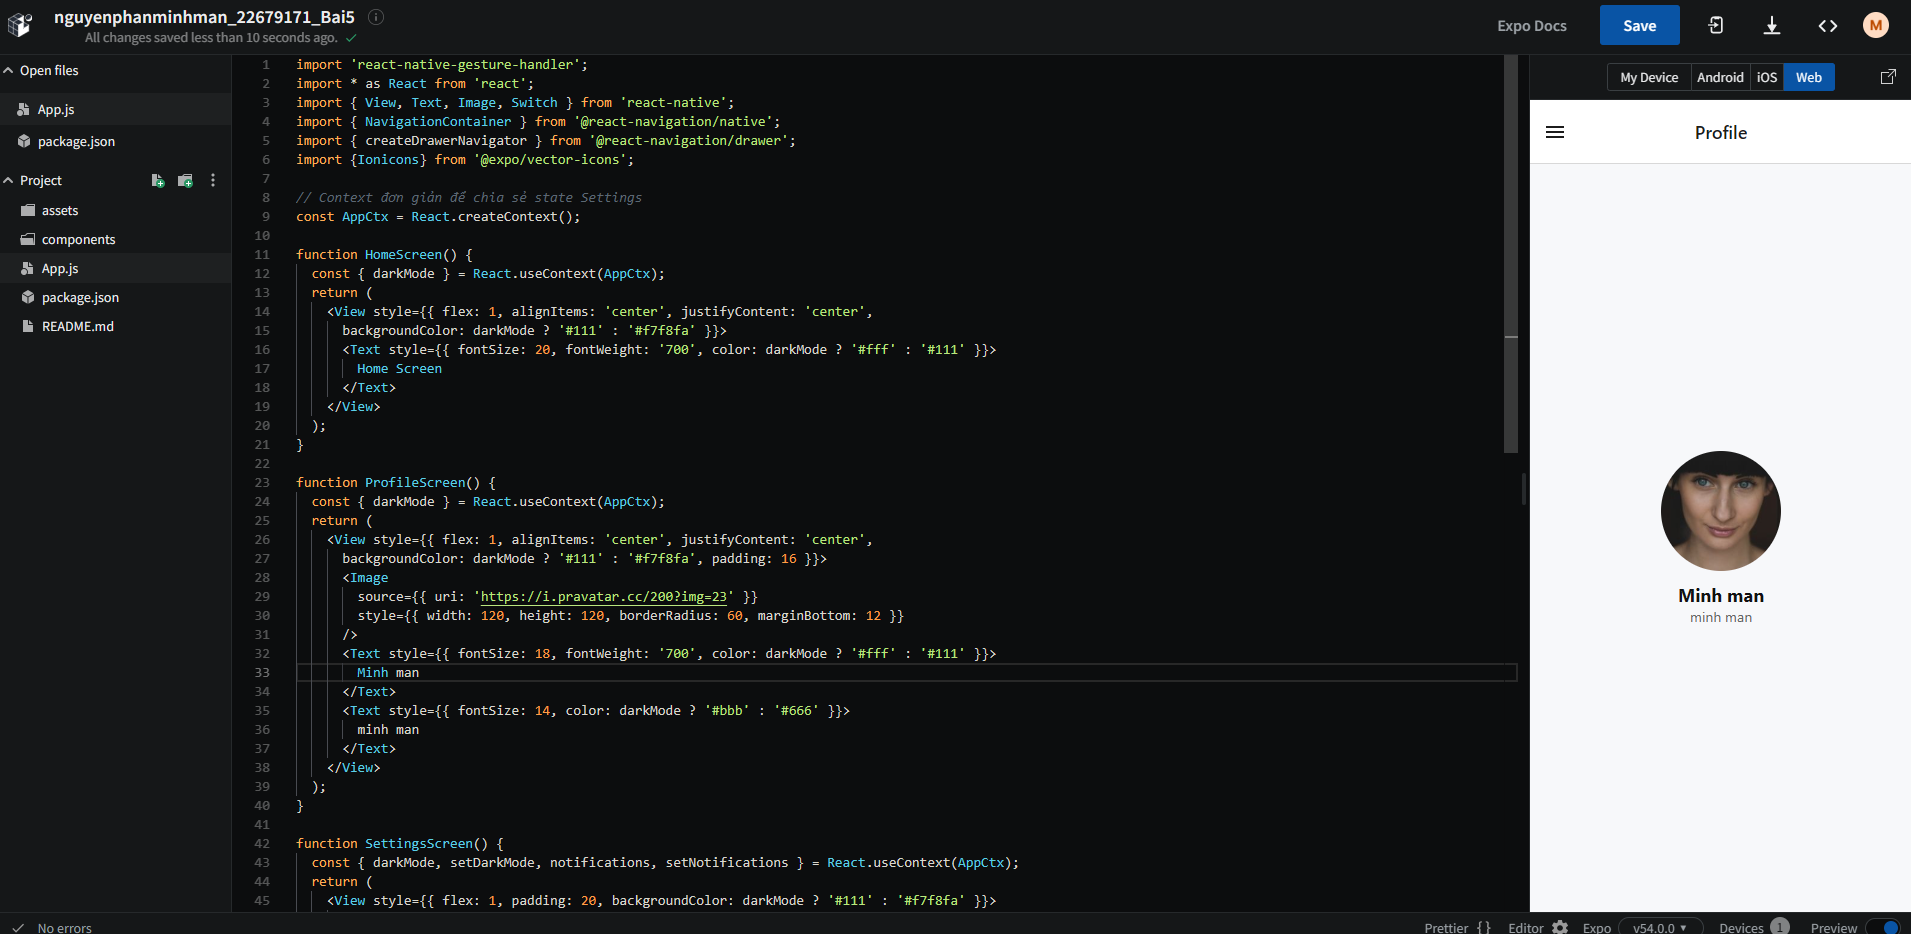 nguyenphanminhman_22679171_Bai5
All changes saved less than 10 seconds ago.
Expo Docs
Save
M
Open files
App.js
package.json
Project
assets
components
App.js
package.json
README.md
1 import 'react-native-gesture-handler';
2 import * as React from 'react';
3 import { View, Text, Image, Switch } from 'react-native';
4 import { NavigationContainer } from '@react-navigation/native';
5 import { createDrawerNavigator } from '@react-navigation/drawer';
6 import {Ionicons} from '@expo/vector-icons';
7
8 // Context đơn giản để chia sẻ state Settings
9 const AppCtx = React.createContext();
10
11 function HomeScreen() {
12 const { darkMode } = React.useContext(AppCtx);
13 return (
14 <View style={{ flex: 1, alignItems: 'center', justifyContent: 'center',
15 backgroundColor: darkMode ? '#111' : '#f7f8fa' }}>
16 <Text style={{ fontSize: 20, fontWeight: '700', color: darkMode ? '#fff' : '#111' }}>
17 Home Screen
18 </Text>
19 </View>
20 );
21 }
22
23 function ProfileScreen() {
24 const { darkMode } = React.useContext(AppCtx);
25 return (
26 <View style={{ flex: 1, alignItems: 'center', justifyContent: 'center',
27 backgroundColor: darkMode ? '#111' : '#f7f8fa', padding: 16 }}>
28 <Image
29 source={{ uri: 'https://i.pravatar.cc/200?img=23' }}
30 style={{ width: 120, height: 120, borderRadius: 60, marginBottom: 12 }}
31 />
32 <Text style={{ fontSize: 18, fontWeight: '700', color: darkMode ? '#fff' : '#111' }}>
33 Minh man
34 </Text>
35 <Text style={{ fontSize: 14, color: darkMode ? '#bbb' : '#666' }}>
36 minh man
37 </Text>
38 </View>
39 );
40 }
41
42 function SettingsScreen() {
43 const { darkMode, setDarkMode, notifications, setNotifications } = React.useContext(AppCtx);
44 return (
45 <View style={{ flex: 1, padding: 20, backgroundColor: darkMode ? '#111' : '#f7f8fa' }}>
My Device Android iOS Web
Profile
Minh man
minh man
No errors
Prettier {} Editor Expo v54.0.0 Devices 1 Preview